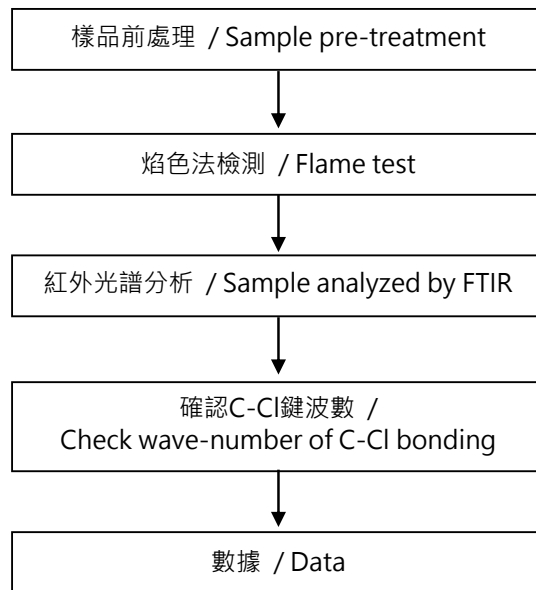 樣品前處理 / Sample pre-treatment
焰色法檢測 / Flame test
紅外光譜分析 / Sample analyzed by FTIR
確認C-Cl鍵波數 /
Check wave-number of C-Cl bonding
數據 / Data